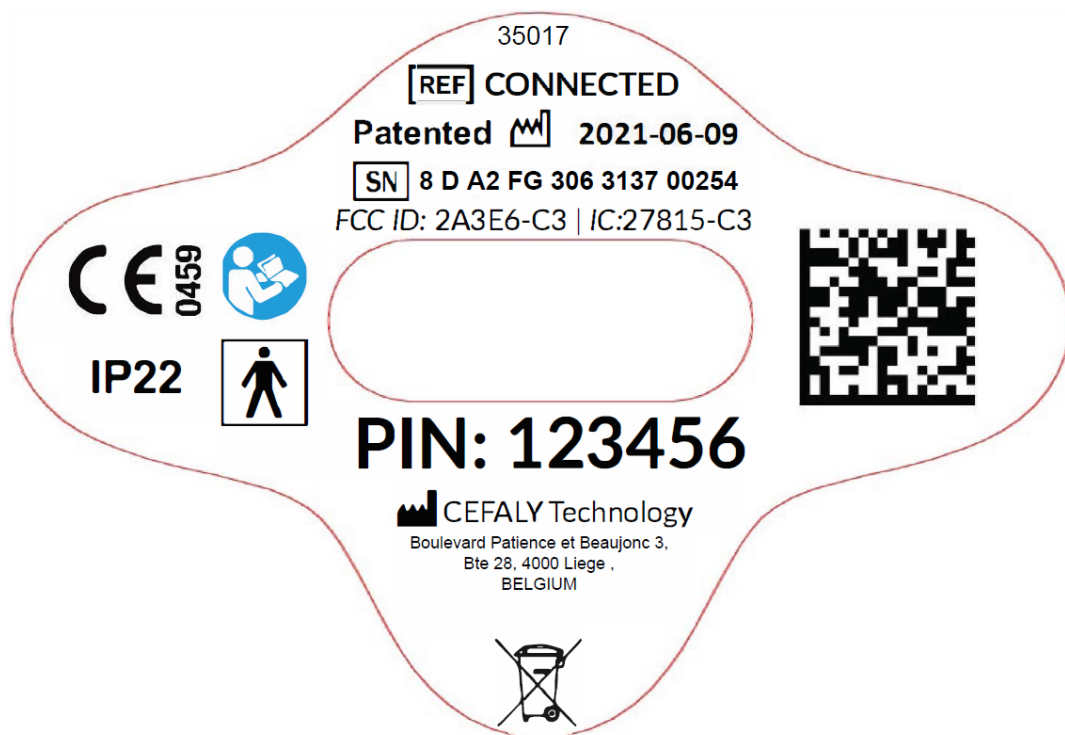 35017
REF CONNECTED
Patented 2021-06-09
SN 8 D A2 FG 306 3137 00254
FCC ID: 2A3E6-C3 | IC:27815-C3
CE 0459
IP22
PIN: 123456
CEFALY Technology
Boulevard Patience et Beaujonc 3,
Bte 28, 4000 Liege ,
BELGIUM